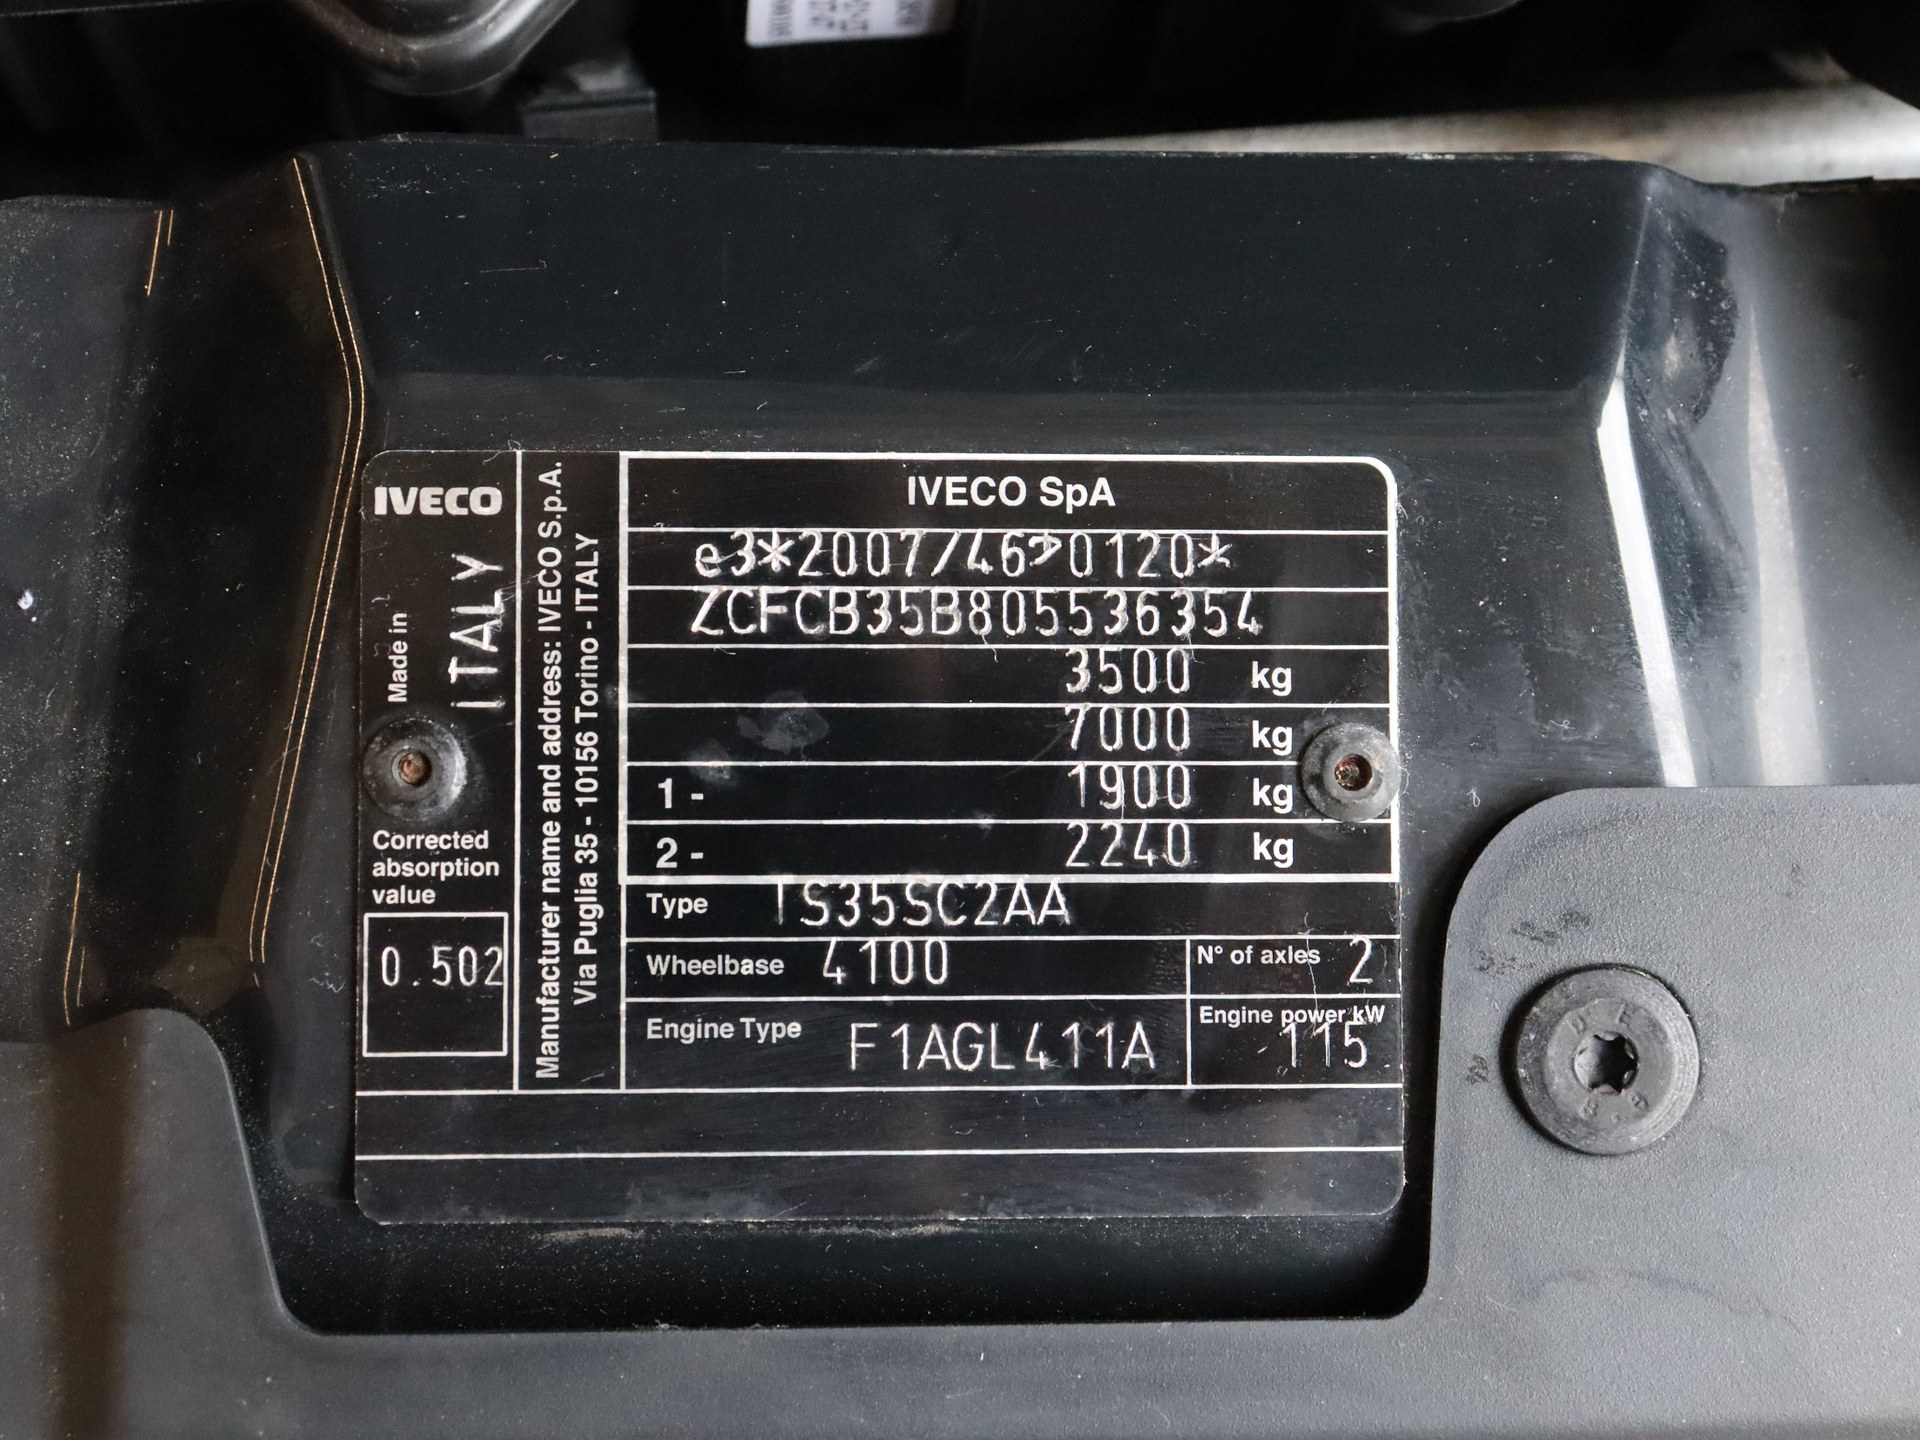 IVECO
Made in
ITALY
Corrected
absorption
value
0.502
Manufacturer name and address: IVECO S.p.A.
Via Puglia 35 - 10156 Torino - ITALY
IVECO SpA
e3*2007/46*0120*
ZCFCB35B805536354
3500 kg
7000 kg
1 - 1900 kg
2 - 2240 kg
Type IS35SC2AA
Wheelbase 4100
N° of axles 2
Engine Type F1AGL411A
Engine power kW
115